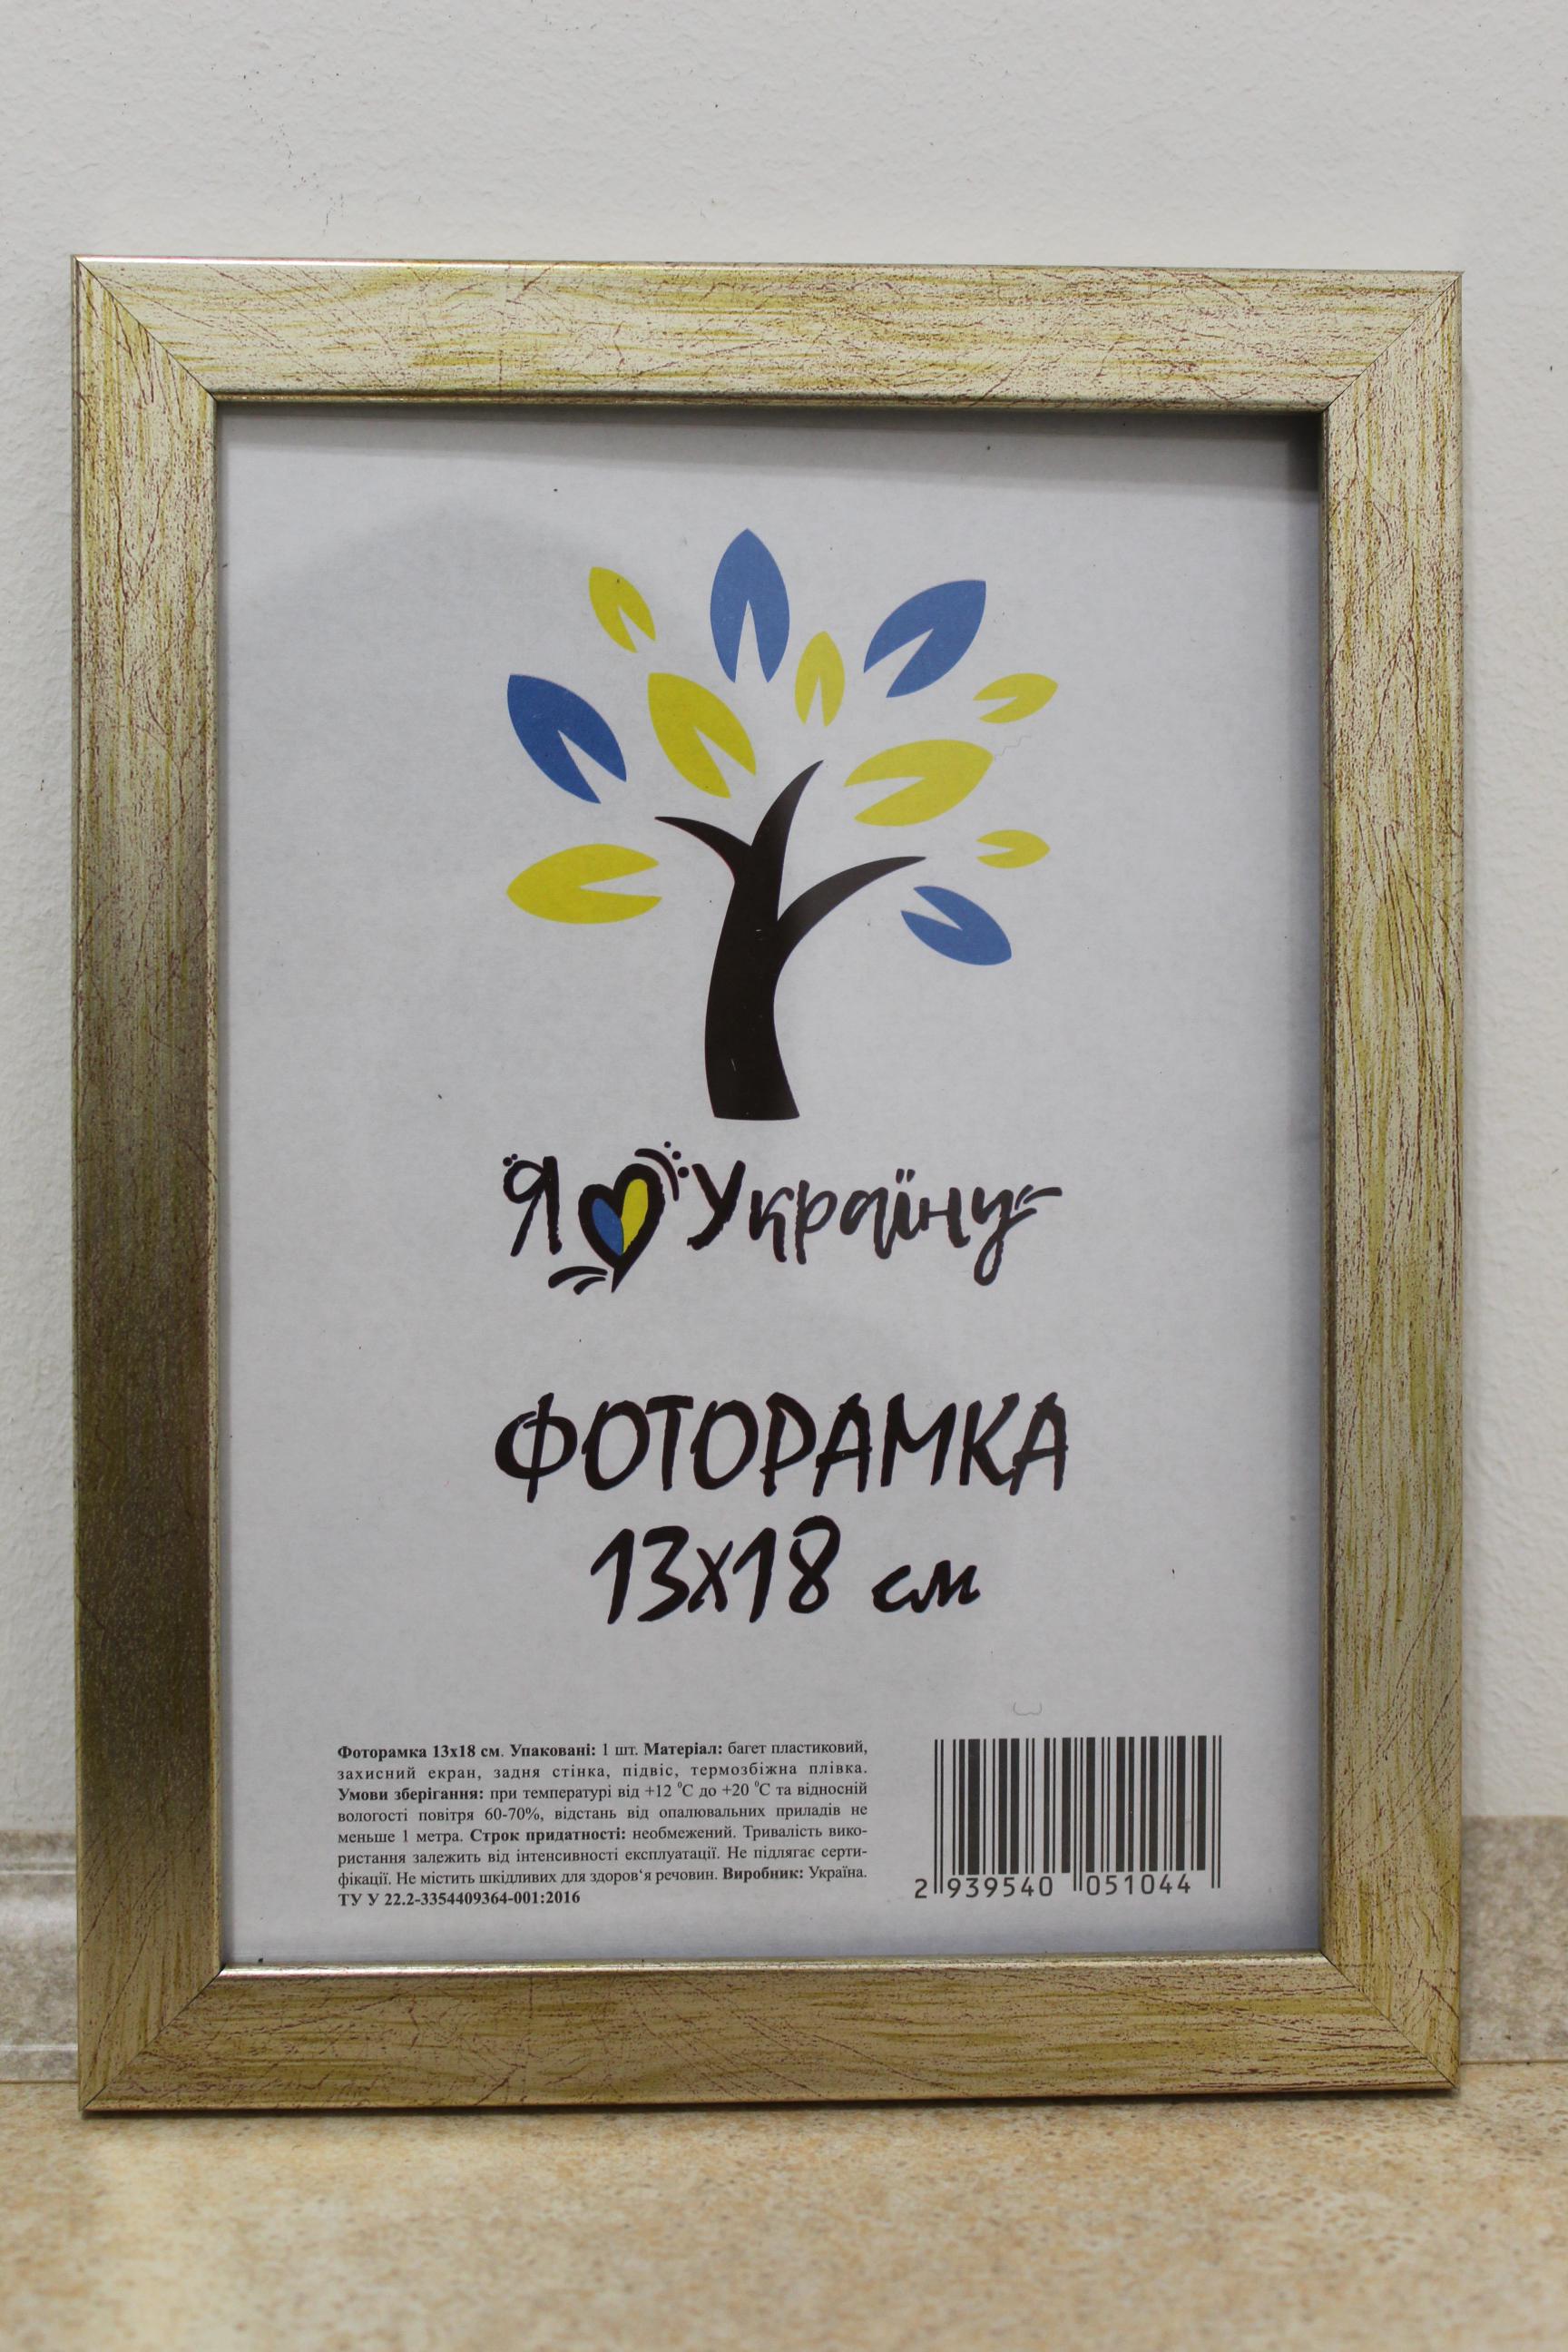 Я Україну
ФОТОРАМКА
13х18 см
Фоторамка 13х18 см. Упаковані: 1 шт. Матеріал: багет пластиковий,
захисний екран, задня стінка, підвіс, термозбіжна плівка.
Умови зберігання: при температурі від +12 °С до +20 °С та відносній
вологості повітря 60-70%, відстань від опалювальних приладів не
меньше 1 метра. Строк придатності: необмежений. Тривалість вико-
ристання залежить від інтенсивності експлуатації. Не підлягає серти-
фікації. Не містить шкідливих для здоров‘я речовин. Виробник: Україна.
ТУ У 22.2-3354409364-001:2016
2 939540 051044